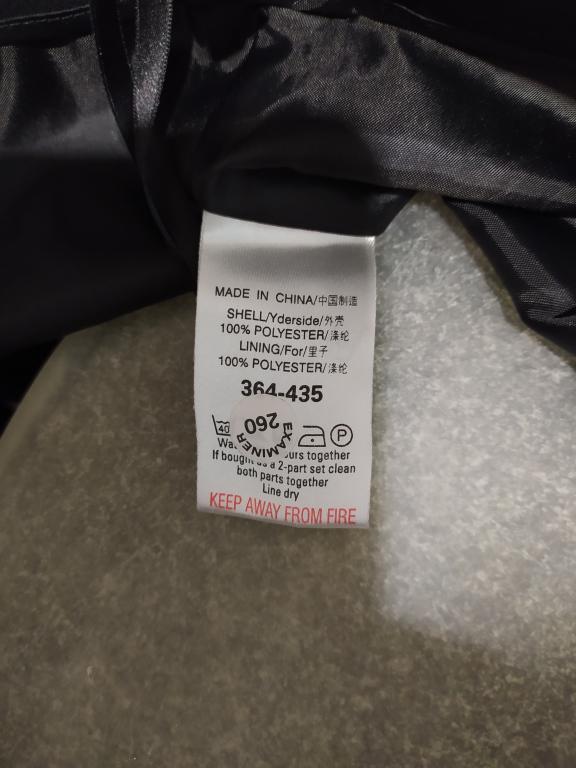 MADE IN CHINA/中国制造
SHELL/Yderside/外壳
100% POLYESTER/涤纶
LINING/For/里子
100% POLYESTER/涤纶
364-435
40
P
260
EXAMINER
together
If bought a 2-part set clean
both parts together
Line dry
KEEP AWAY FROM FIRE